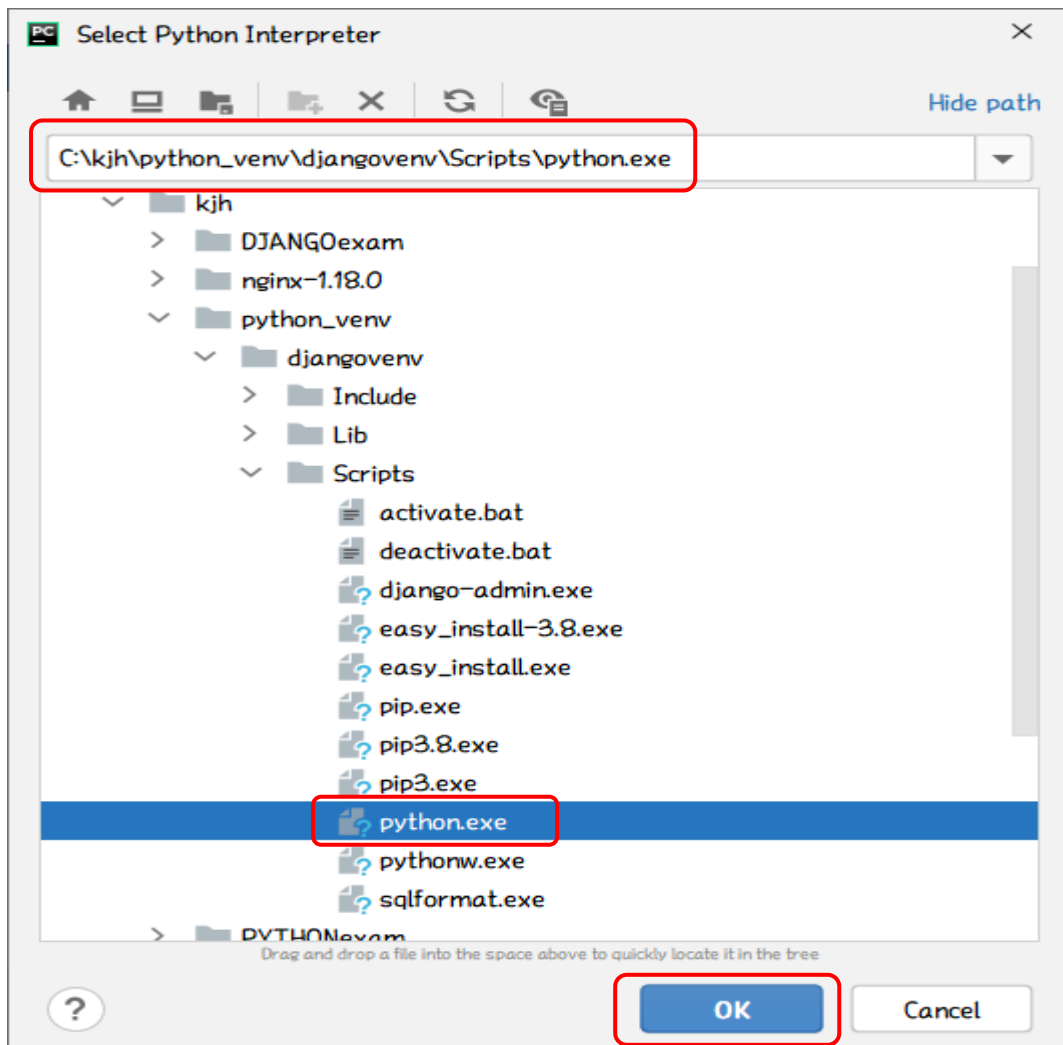 PC Select Python Interpreter
Hide path
C:\kjh\python_venv\djangovenv\Scripts\python.exe
kjh
DJANGOexam
nginx-1.18.0
python_venv
djangovenv
Include
Lib
Scripts
activate.bat
deactivate.bat
django-admin.exe
easy_install-3.8.exe
easy_install.exe
pip.exe
pip3.8.exe
pip3.exe
python.exe
pythonw.exe
sqlformat.exe
PYTHONexam
Drag and drop a file into the space above to quickly locate it in the tree
? OK Cancel